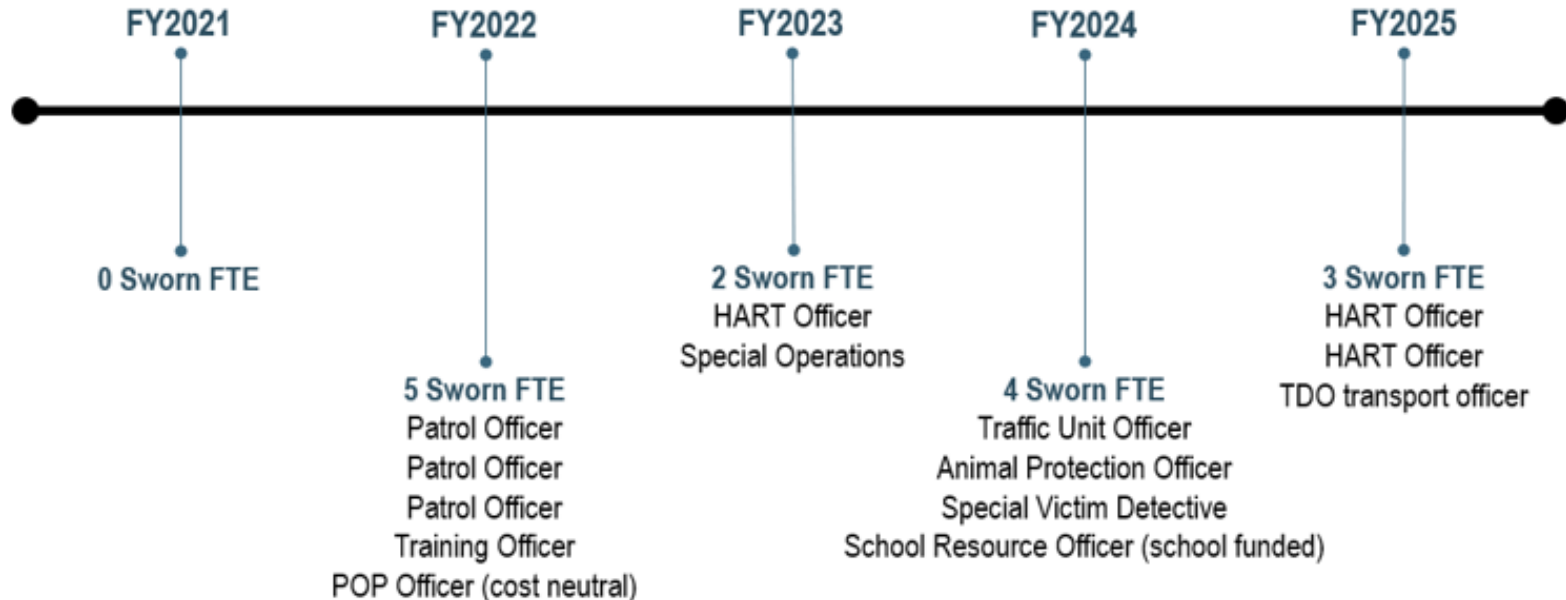 FY2021
FY2022
FY2023
FY2024
FY2025
0 Sworn FTE
5 Sworn FTE
Patrol Officer
Patrol Officer
Patrol Officer
Training Officer
POP Officer (cost neutral)
2 Sworn FTE
HART Officer
Special Operations
4 Sworn FTE
Traffic Unit Officer
Animal Protection Officer
Special Victim Detective
School Resource Officer (school funded)
3 Sworn FTE
HART Officer
HART Officer
TDO transport officer